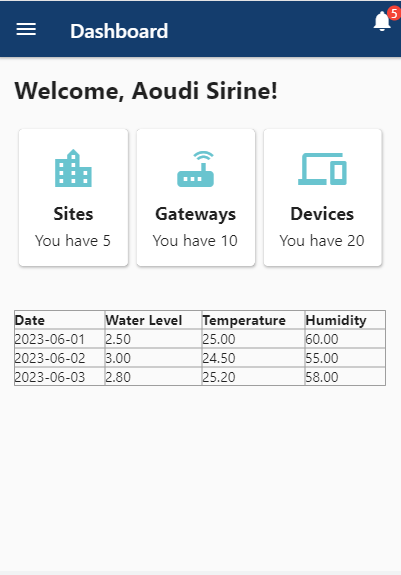 Dashboard
5
Welcome, Aoudi Sirine!
Sites
You have 5
Gateways
You have 10
Devices
You have 20
Date Water Level Temperature Humidity
2023-06-01 2.50 25.00 60.00
2023-06-02 3.00 24.50 55.00
2023-06-03 2.80 25.20 58.00